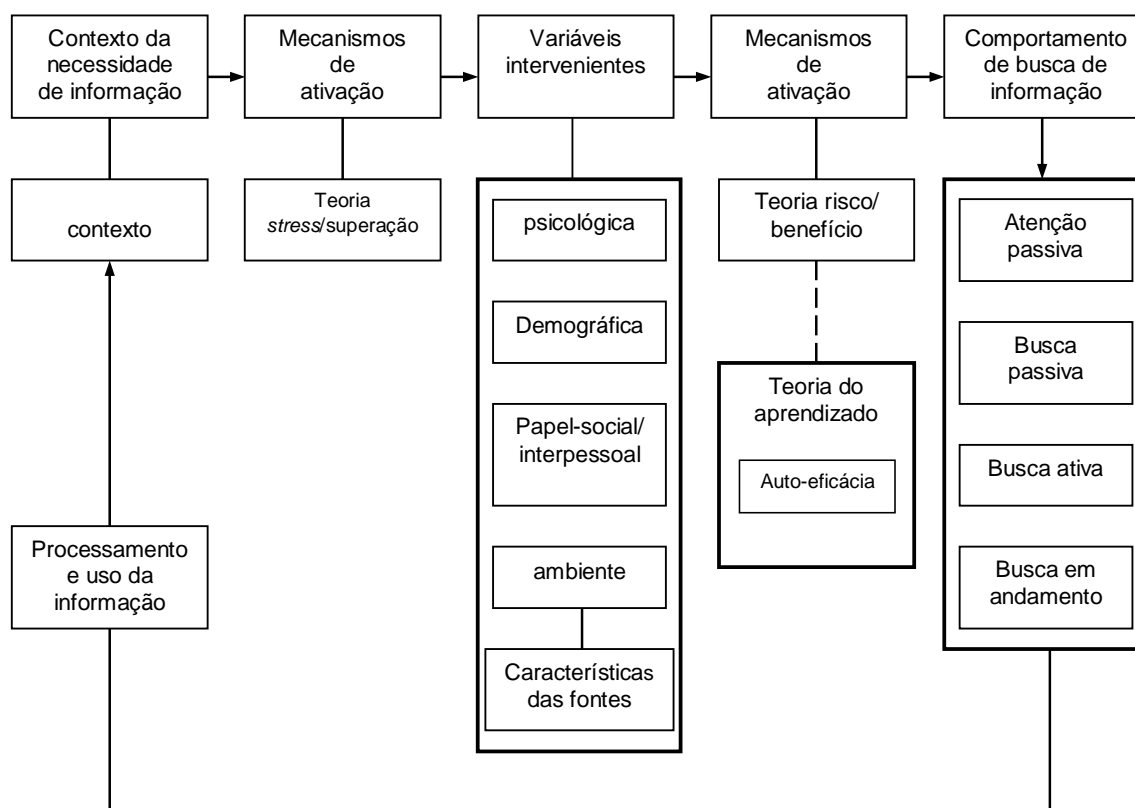 Contexto da
necessidade
de informação
Mecanismos
de
ativação
Variáveis
intervenientes
Mecanismos
de
ativação
Comportamento
de busca de
informação
contexto
Teoria
stress/superação
psicológica
Demográfica
Papel-social/
interpessoal
ambiente
Características
das fontes
Teoria risco/
benefício
Teoria do
aprendizado
Auto-eficácia
Atenção
passiva
Busca
passiva
Busca ativa
Busca em
andamento
Processamento
e uso da
informação